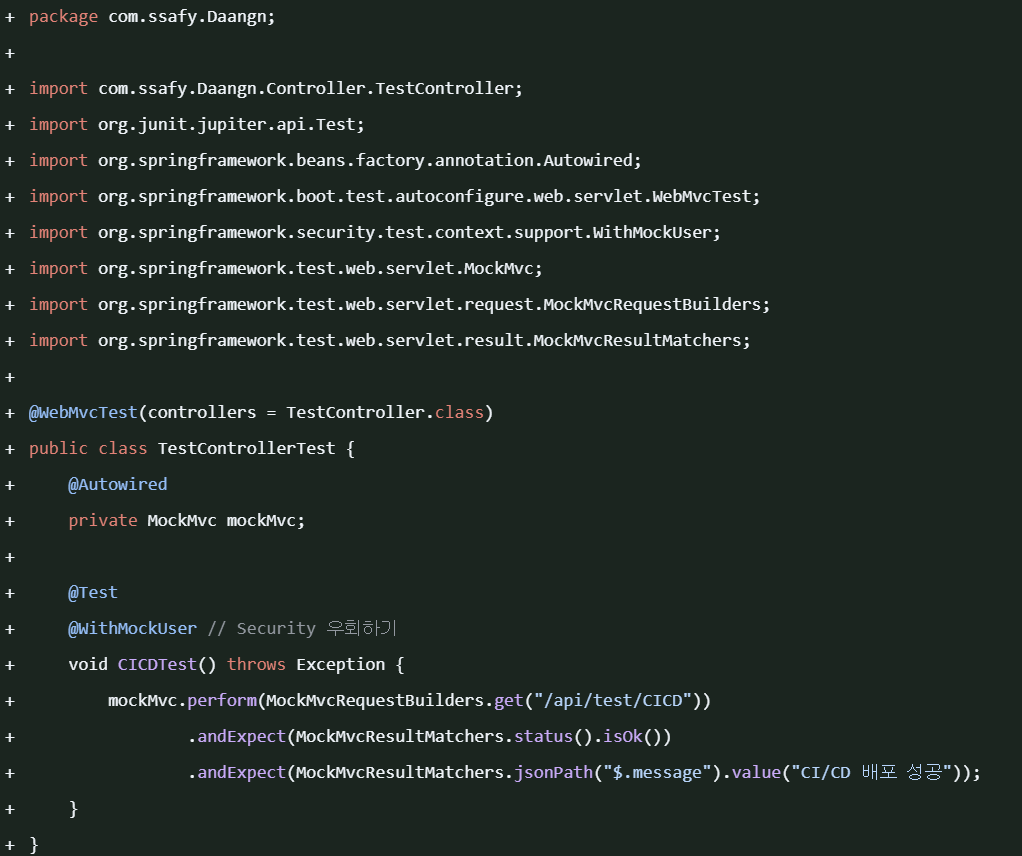 + package com.ssafy.Daangn;
+
+ import com.ssafy.Daangn.Controller.TestController;
+ import org.junit.jupiter.api.Test;
+ import org.springframework.beans.factory.annotation.Autowired;
+ import org.springframework.boot.test.autoconfigure.web.servlet.WebMvcTest;
+ import org.springframework.security.test.context.support.WithMockUser;
+ import org.springframework.test.web.servlet.MockMvc;
+ import org.springframework.test.web.servlet.request.MockMvcRequestBuilders;
+ import org.springframework.test.web.servlet.result.MockMvcResultMatchers;
+
+ @WebMvcTest(controllers = TestController.class)
+ public class TestControllerTest {
+     @Autowired
+     private MockMvc mockMvc;
+
+     @Test
+     @WithMockUser // Security 우회하기
+     void CICDTest() throws Exception {
+         mockMvc.perform(MockMvcRequestBuilders.get("/api/test/CICD"))
+                 .andExpect(MockMvcResultMatchers.status().isOk())
+                 .andExpect(MockMvcResultMatchers.jsonPath("$.message").value("CI/CD 배포 성공"));
+     }
+ }